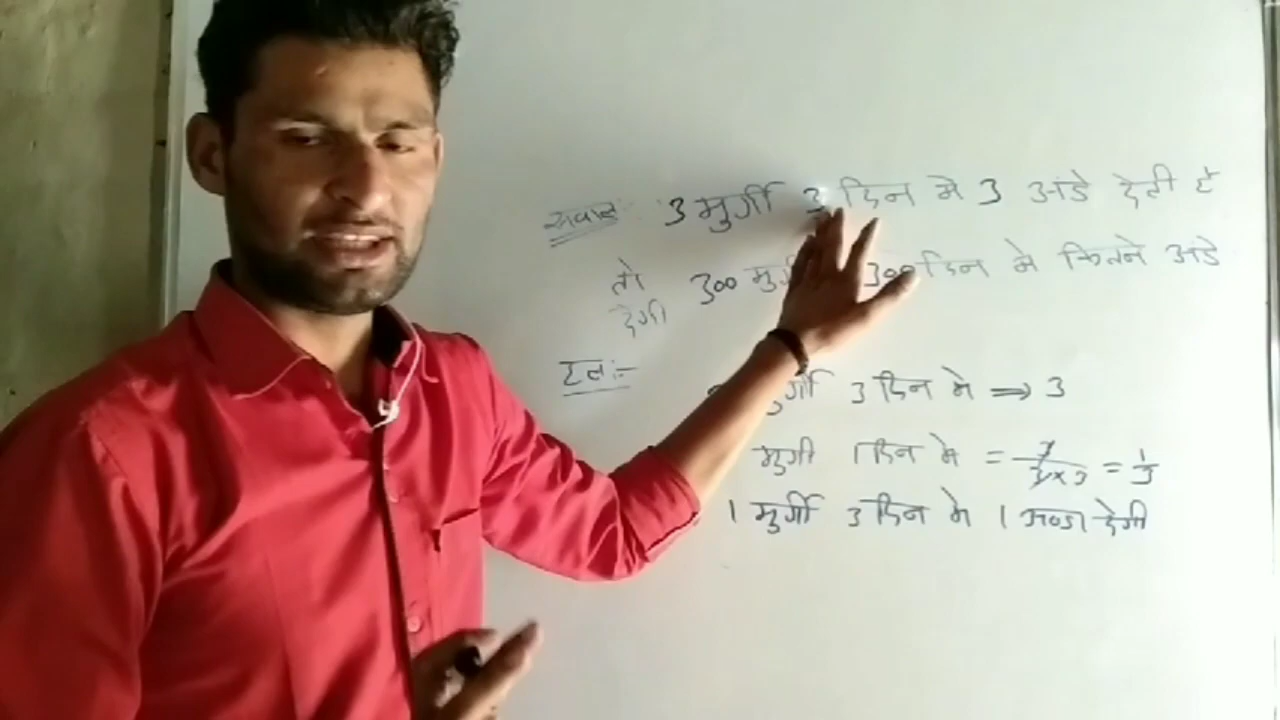 सवाल: 3 मुर्गी 3 दिन मे 3 अंडे देती है
तो 300 मुर्गी 300 दिन मे कितने अंडे
देगी
हल:- मुर्गी 3 दिन मे ⇒ 3
मुर्गी 1 दिन मे = 3/3×3 = 1/3
1 मुर्गी 3 दिन मे 1 अण्डा देगी